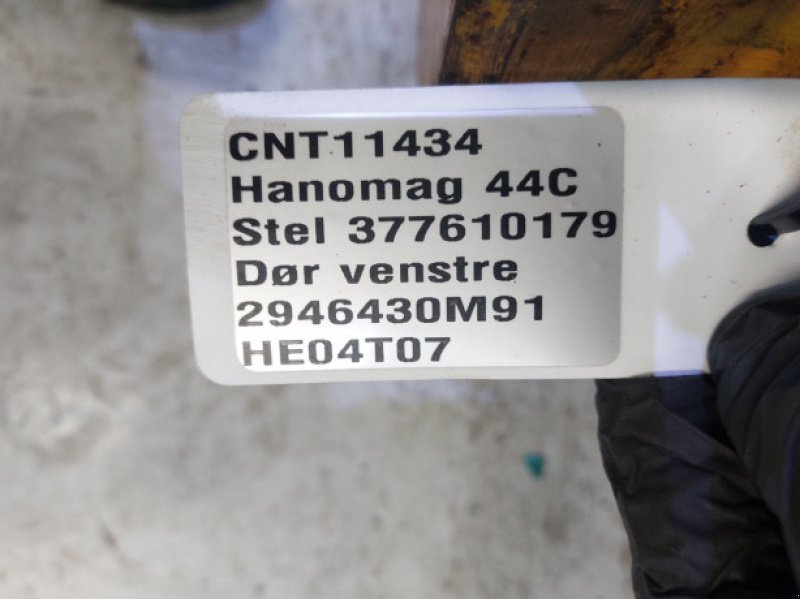 CNT11434
Hanomag 44C
Stel 377610179
Dør venstre
2946430M91
HE04T07